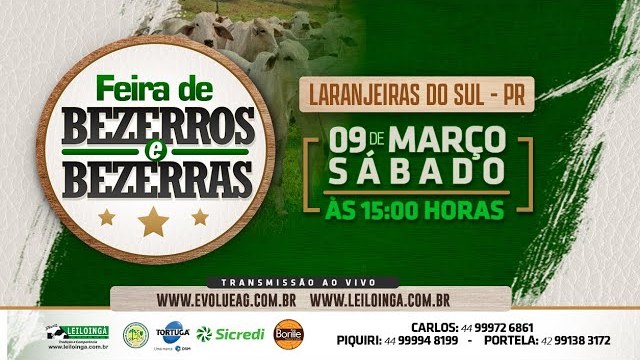 Feira de
BEZERROS
e
BEZERRAS
LARANJEIRAS DO SUL - PR
09 DE MARÇO
SÁBADO
ÀS 15:00 HORAS
TRANSMISSÃO AO VIVO
WWW.EVOLUEAG.COM.BR WWW.LEILOINGA.COM.BR
LEILOINGA
www.leiloinga.com.br
TORTUGA
DSM
Sicredi
Borille
CARLOS: 44 99972 6861
PIQUIRI: 44 99994 8199 - PORTELA: 42 99138 3172